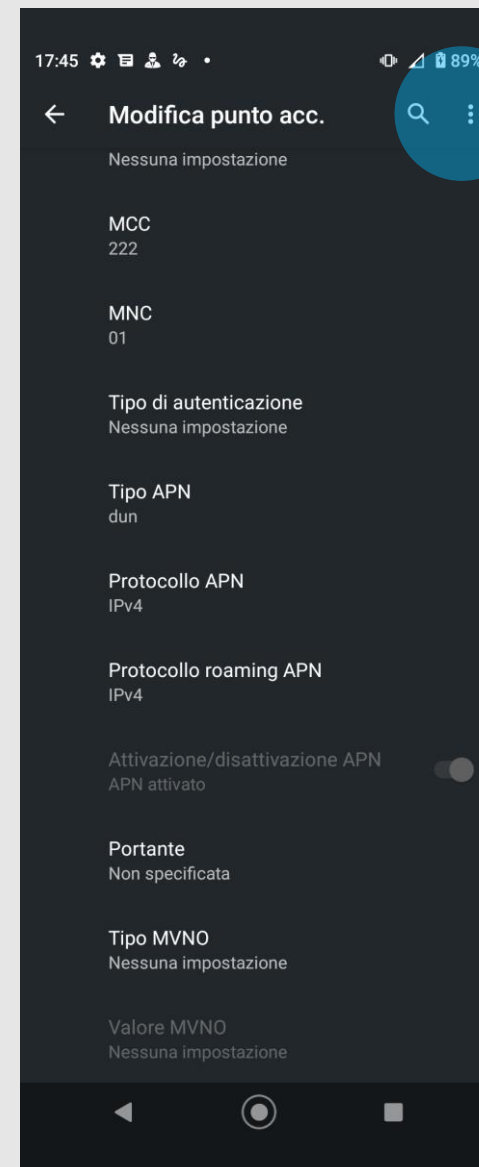 17:45 89%
Modifica punto acc.
Nessuna impostazione
MCC
222
MNC
01
Tipo di autenticazione
Nessuna impostazione
Tipo APN
dun
Protocollo APN
IPv4
Protocollo roaming APN
IPv4
Attivazione/disattivazione APN
APN attivato
Portante
Non specificata
Tipo MVNO
Nessuna impostazione
Valore MVNO
Nessuna impostazione